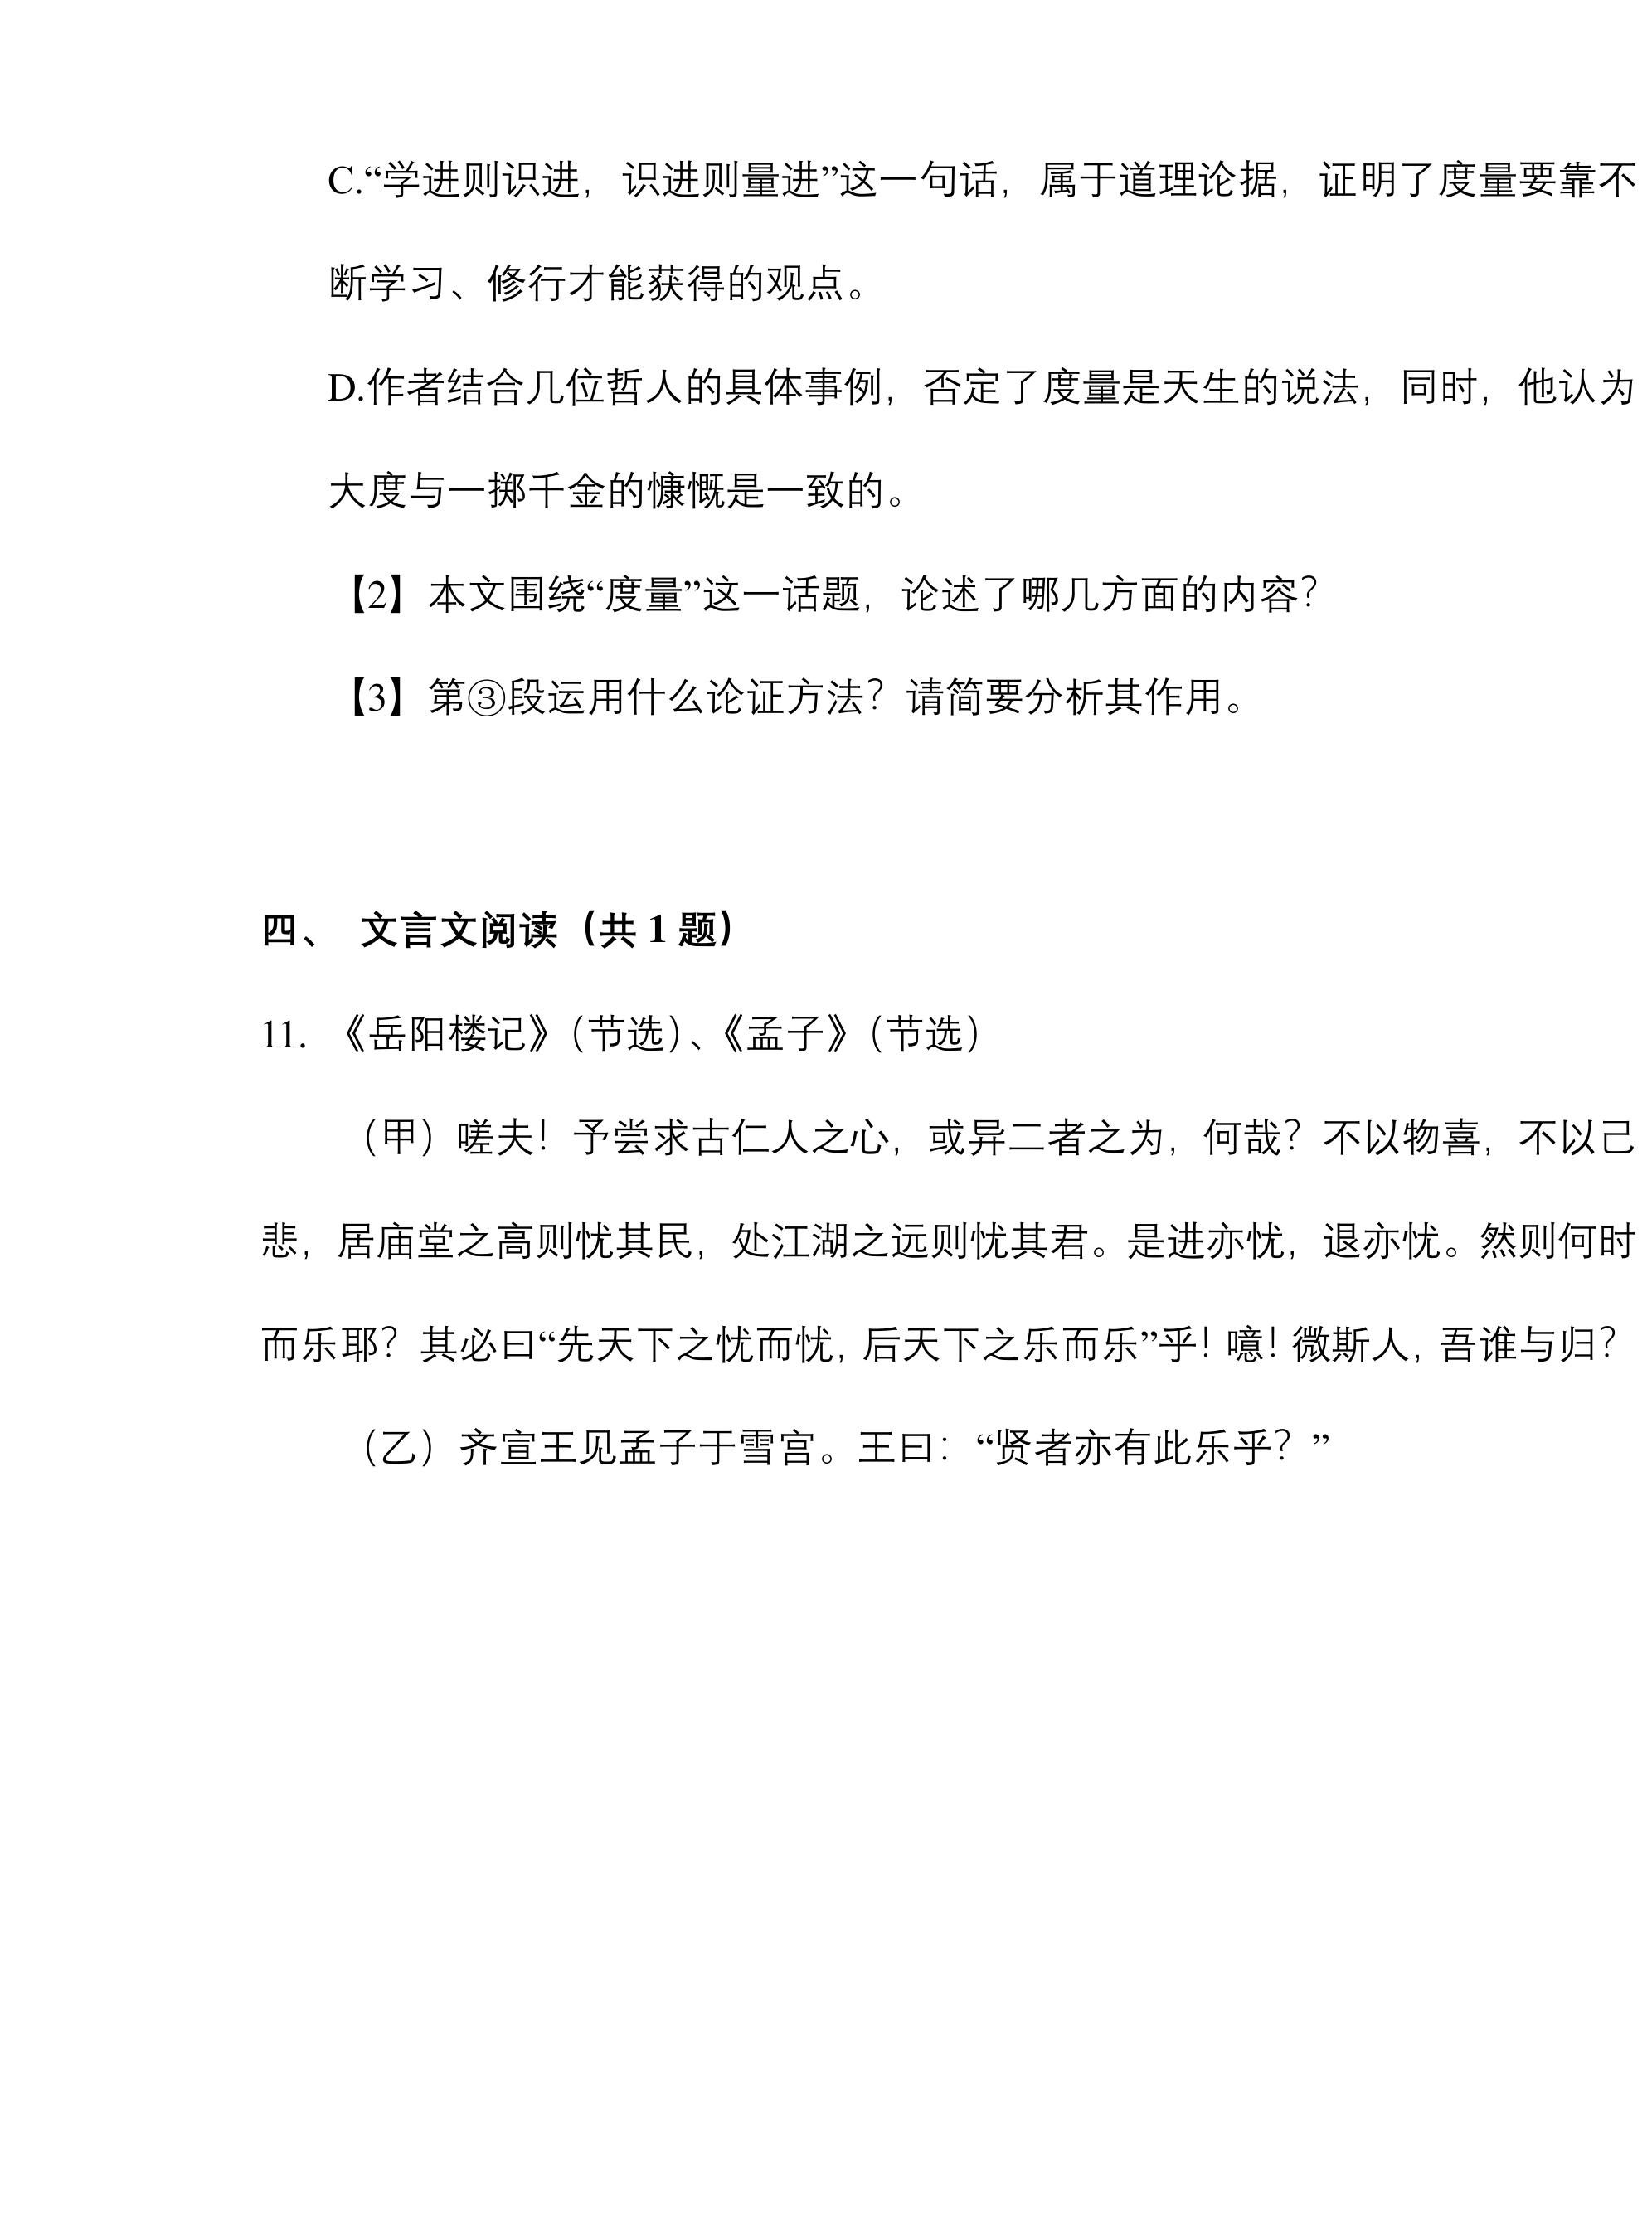 C.“学进则识进，识进则量进”这一句话，属于道理论据，证明了度量要靠不
断学习、修行才能获得的观点。
D.作者结合几位哲人的具体事例，否定了度量是天生的说法，同时，他认为
大度与一掷千金的慷慨是一致的。
【2】本文围绕“度量”这一话题，论述了哪几方面的内容？
【3】第③段运用什么论证方法？请简要分析其作用。
四、 文言文阅读（共 1 题）
11. 《岳阳楼记》（节选）、《孟子》（节选）
（甲）嗟夫！予尝求古仁人之心，或异二者之为，何哉？不以物喜，不以己
悲，居庙堂之高则忧其民，处江湖之远则忧其君。是进亦忧，退亦忧。然则何时
而乐耶？其必曰“先天下之忧而忧，后天下之乐而乐”乎！噫！微斯人，吾谁与归？
（乙）齐宣王见孟子于雪宫。王曰：“贤者亦有此乐乎？”